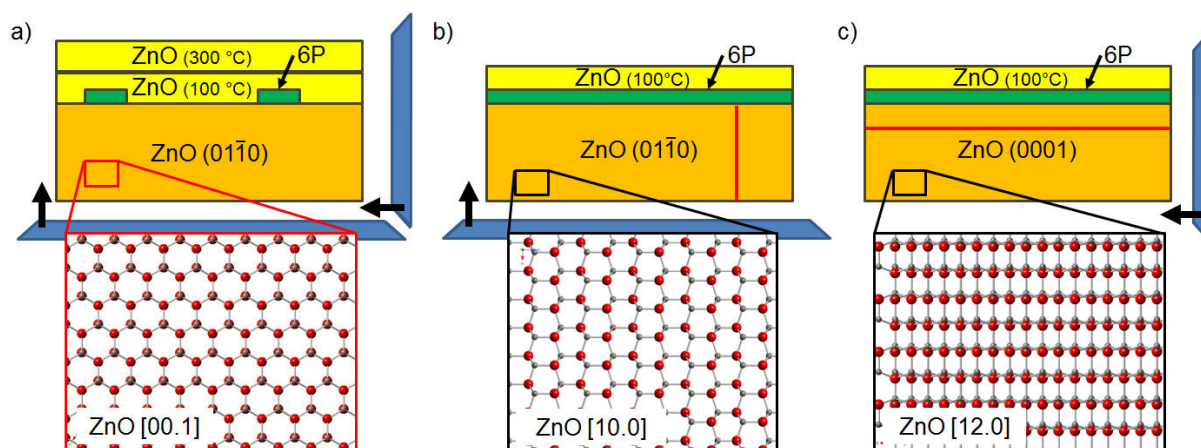 a)
ZnO (300 °C)
6P
ZnO (100 °C)
ZnO (011̅0)
ZnO [00.1]
b)
6P
ZnO (100°C)
ZnO (011̅0)
ZnO [10.0]
c)
6P
ZnO (100°C)
ZnO (0001)
ZnO [12.0]